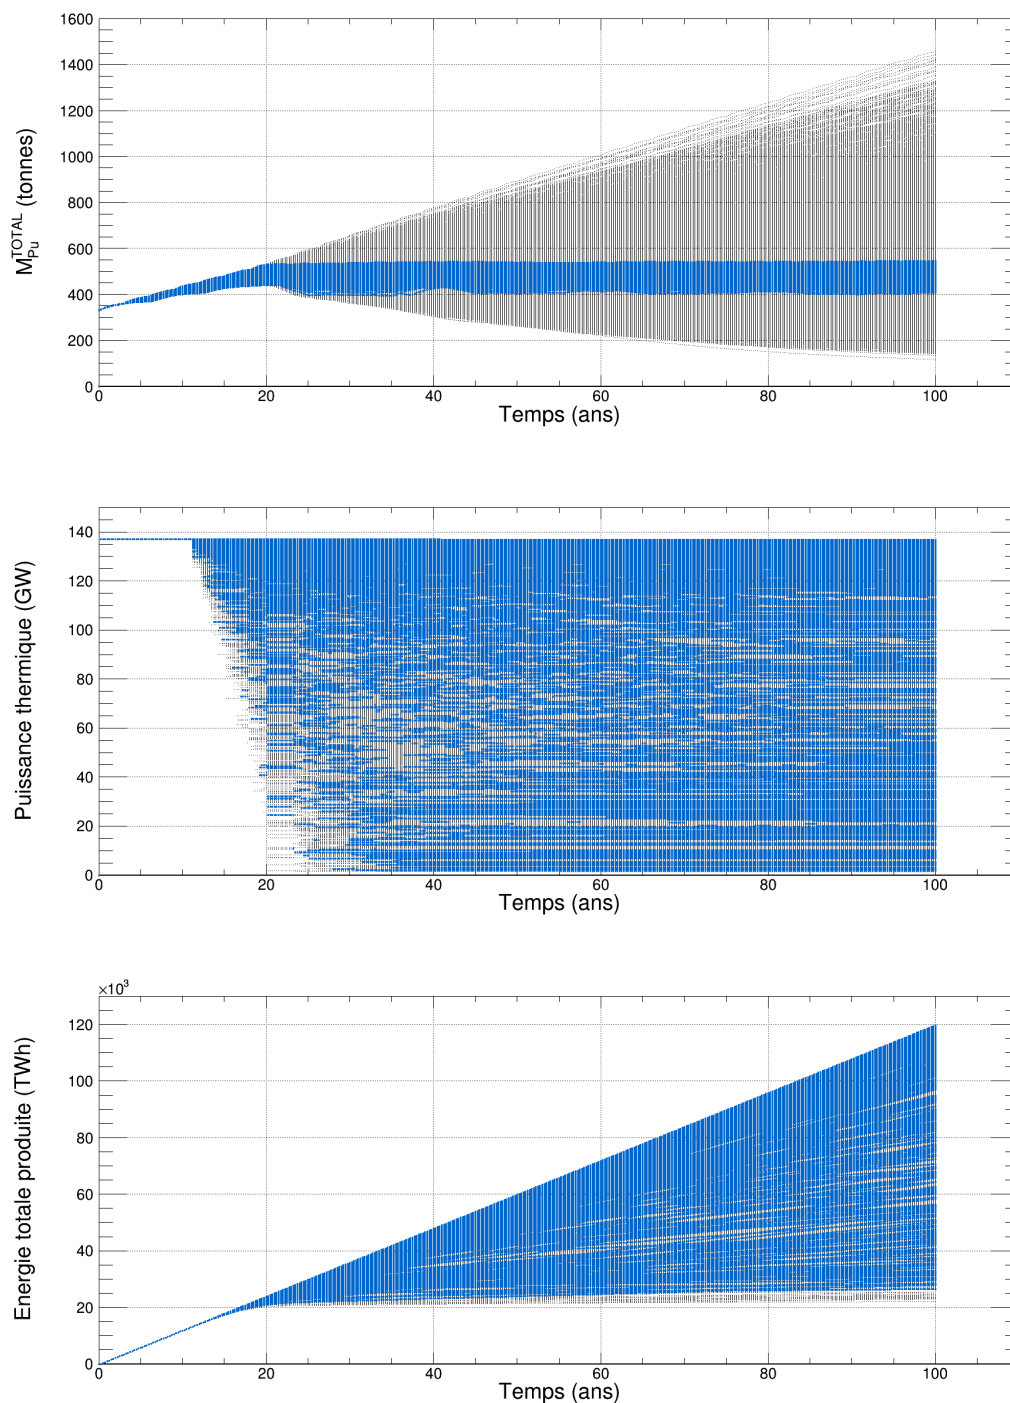 1600
1400
1200
1000
800
600
400
200
0
M_Pu^TOTAL (tonnes)
0 20 40 60 80 100
Temps (ans)
140
120
100
80
60
40
20
0
Puissance thermique (GW)
0 20 40 60 80 100
Temps (ans)
×10³
120
100
80
60
40
20
0
Energie totale produite (TWh)
0 20 40 60 80 100
Temps (ans)